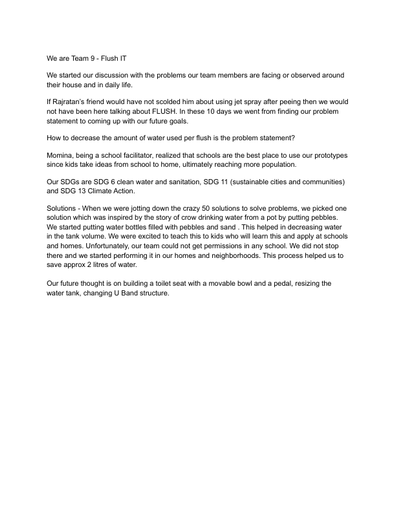 We are Team 9 - Flush IT
We started our discussion with the problems our team members are facing or observed around
their house and in daily life.
If Rajratan's friend would have not scolded him about using jet spray after peeing then we would
not have been here talking about FLUSH. In these 10 days we went from finding our problem
statement to coming up with our future goals.
How to decrease the amount of water used per flush is the problem statement?
Momina, being a school facilitator, realized that schools are the best place to use our prototypes
since kids take ideas from school to home, ultimately reaching more population.
Our SDGs are SDG 6 clean water and sanitation, SDG 11 (sustainable cities and communities)
and SDG 13 Climate Action.
Solutions - When we were jotting down the crazy 50 solutions to solve problems, we picked one
solution which was inspired by the story of crow drinking water from a pot by putting pebbles.
We started putting water bottles filled with pebbles and sand . This helped in decreasing water
in the tank volume. We were excited to teach this to kids who will learn this and apply at schools
and homes. Unfortunately, our team could not get permissions in any school. We did not stop
there and we started performing it in our homes and neighborhoods. This process helped us to
save approx 2 litres of water.
Our future thought is on building a toilet seat with a movable bowl and a pedal, resizing the
water tank, changing U Band structure.